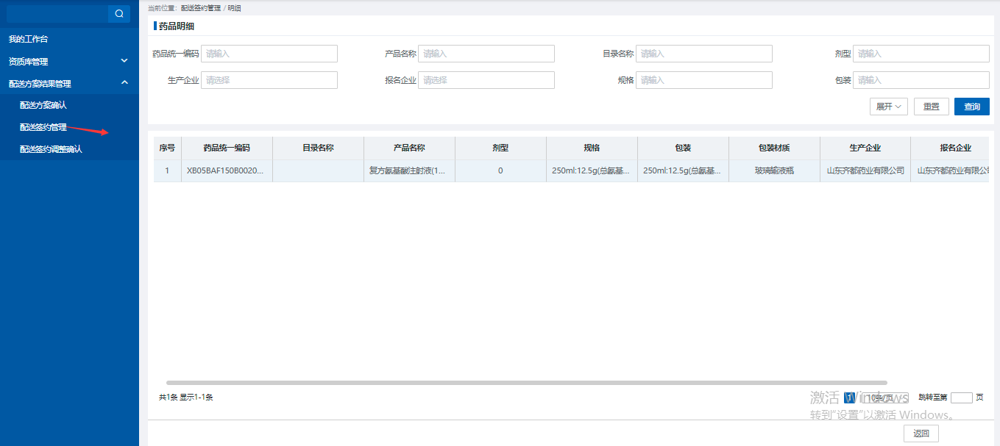 当前位置： 配送签约管理 / 明细
我的工作台
资质库管理
配送方案结果管理
配送方案确认
配送签约管理
配送签约调整确认
药品明细
药品统一编码 请输入 产品名称 请输入 目录名称 请输入 剂型 请输入
生产企业 请选择 报名企业 请选择 规格 请输入 包装 请输入
展开 重置 查询
序号 药品统一编码 目录名称 产品名称 剂型 规格 包装 包装材质 生产企业 报名企业
1 XB05BAF150B0020... 复方氨基酸注射液(1... 0 250ml:12.5g(总氨基... 250ml:12.5g(总氨基... 玻璃输液瓶 山东齐都药业有限公司 山东齐都药业有限公司
共1条 显示1-1条 1 10条/页 跳转至第 页
激活 Windows
转到"设置"以激活 Windows。
返回